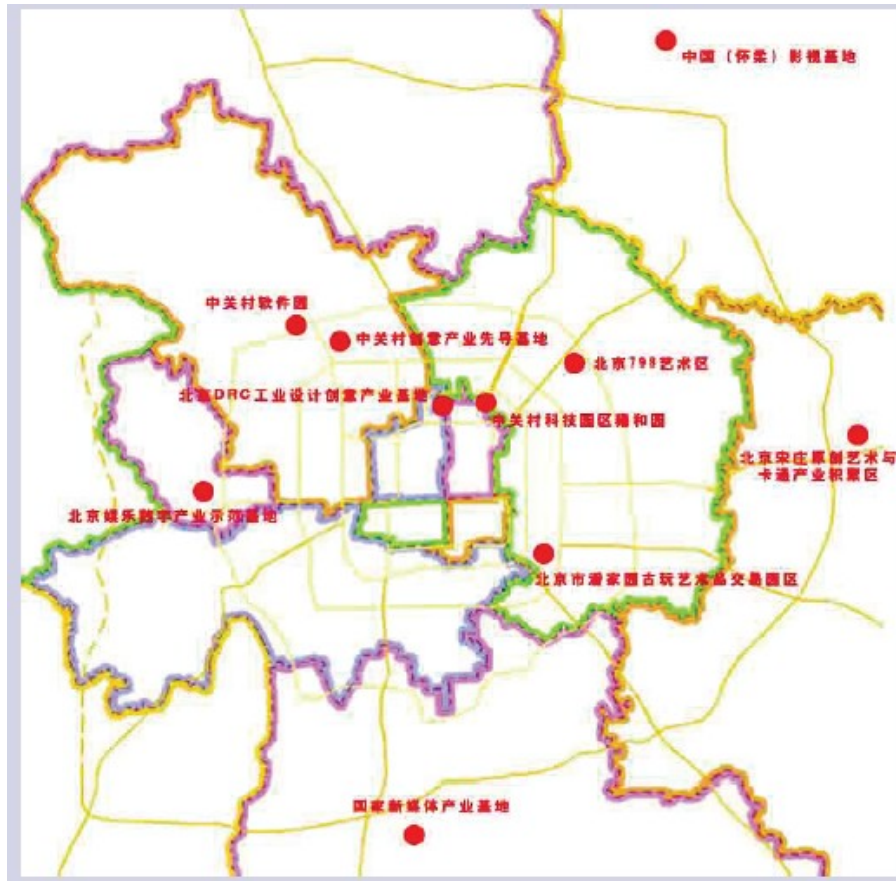 中国（怀柔）影视基地
中关村软件园
中关村创意产业先导基地
北京798艺术区
北京DRC工业设计创意产业基地
中关村科技园区雍和园
北京宋庄原创艺术与
卡通产业积聚区
北京娱乐数字产业示范基地
北京市潘家园古玩艺术品交易园区
国家新媒体产业基地